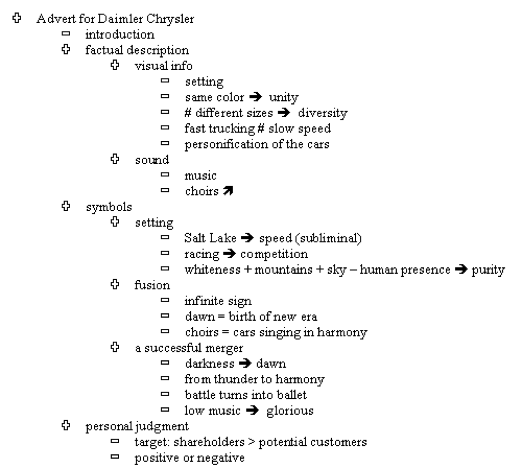 Advert for Daimler Chrysler
introduction
factual description
visual info
setting
same color → unity
# different sizes → diversity
fast trucking # slow speed
personification of the cars
sound
music
choirs ↗
symbols
setting
Salt Lake → speed (subliminal)
racing → competition
whiteness + mountains + sky – human presence → purity
fusion
infinite sign
dawn = birth of new era
choirs = cars singing in harmony
a successful merger
darkness → dawn
from thunder to harmony
battle turns into ballet
low music → glorious
personal judgment
target: shareholders > potential customers
positive or negative